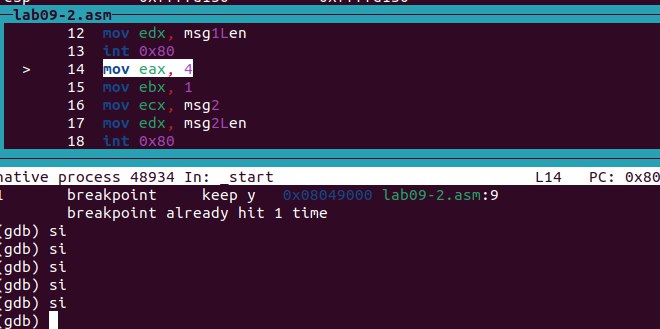 lab09-2.asm
12 mov edx, msg1Len
13 int 0x80
> 14 mov eax, 4
15 mov ebx, 1
16 mov ecx, msg2
17 mov edx, msg2Len
18 int 0x80
native process 48934 In: _start L14 PC: 0x80
1 breakpoint keep y 0x08049000 lab09-2.asm:9
breakpoint already hit 1 time
(gdb) si
(gdb) si
(gdb) si
(gdb) si
(gdb) si
(gdb)